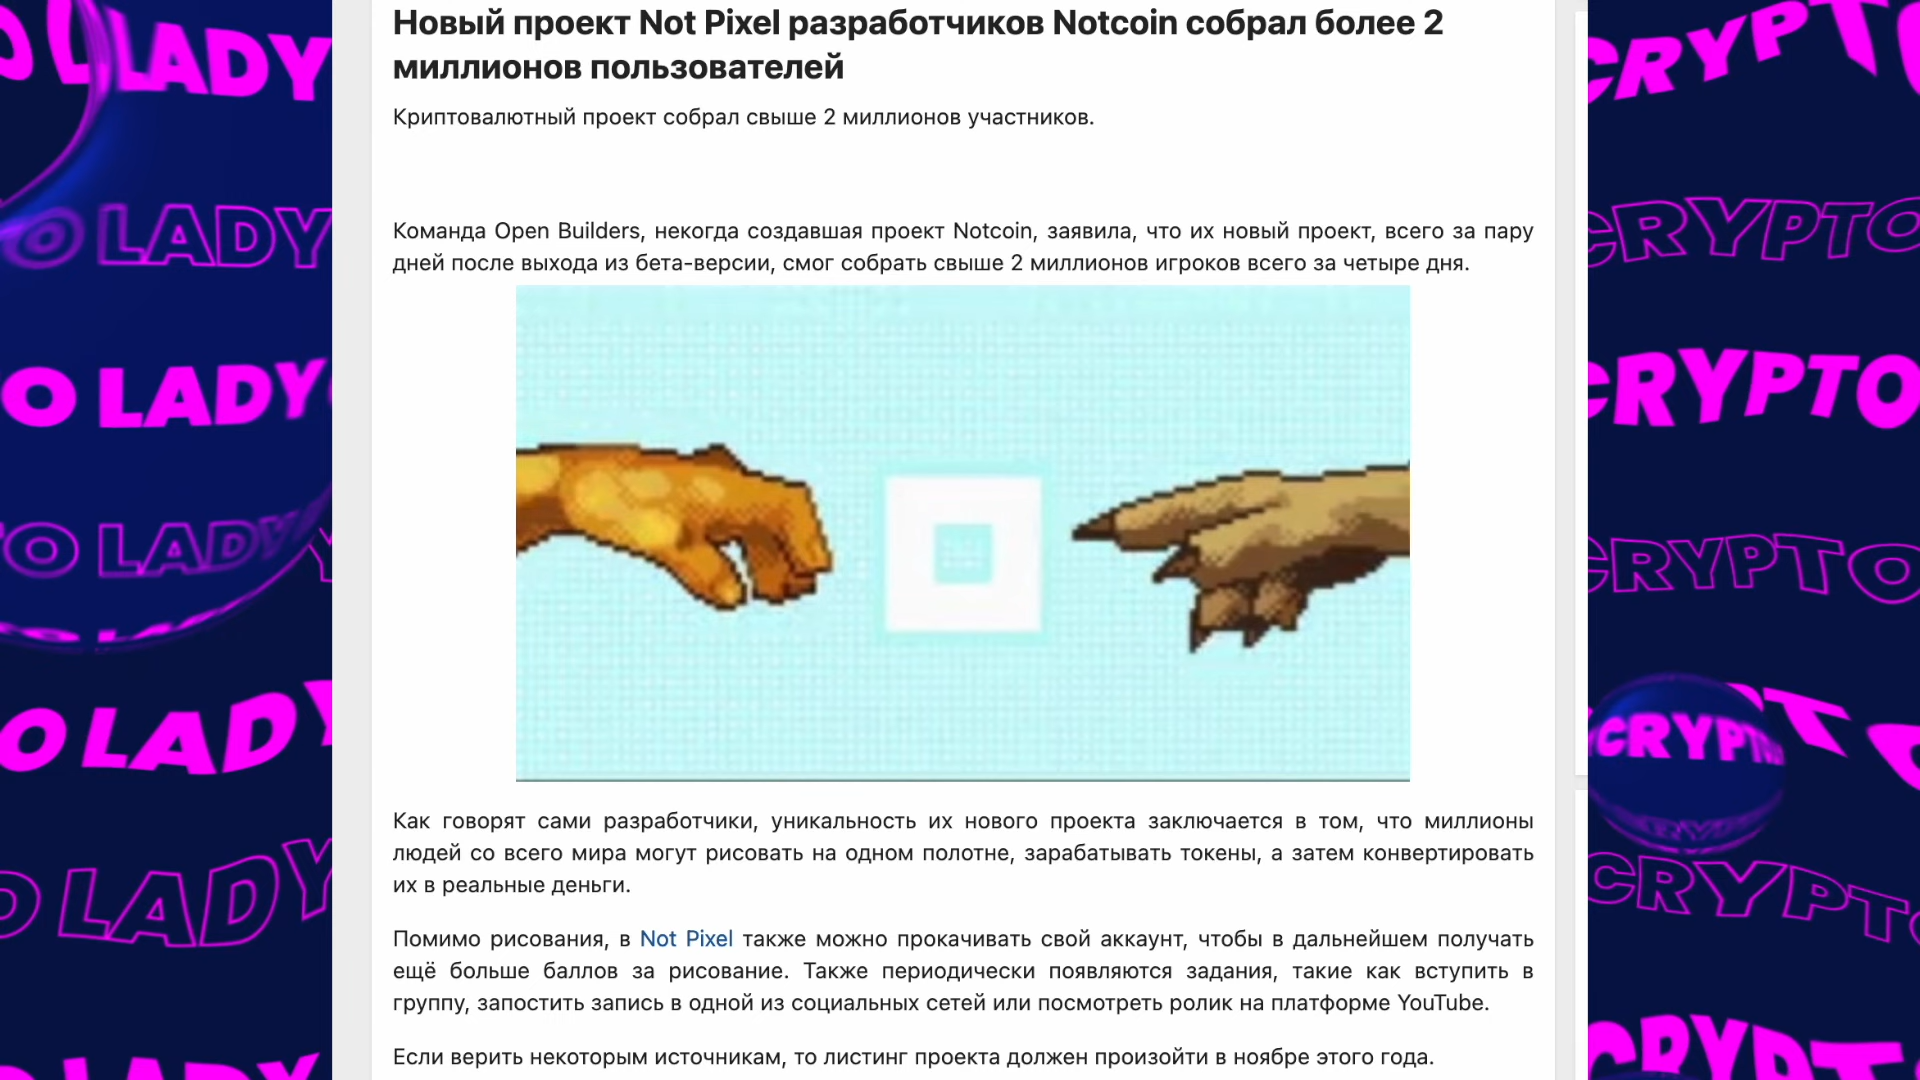 Новый проект Not Pixel разработчиков Notcoin собрал более 2
миллионов пользователей
Криптовалютный проект собрал свыше 2 миллионов участников.
Команда Open Builders, некогда создавшая проект Notcoin, заявила, что их новый проект, всего за пару
дней после выхода из бета-версии, смог собрать свыше 2 миллионов игроков всего за четыре дня.
Как говорят сами разработчики, уникальность их нового проекта заключается в том, что миллионы
людей со всего мира могут рисовать на одном полотне, зарабатывать токены, а затем конвертировать
их в реальные деньги.
Помимо рисования, в Not Pixel также можно прокачивать свой аккаунт, чтобы в дальнейшем получать
ещё больше баллов за рисование. Также периодически появляются задания, такие как вступить в
группу, запостить запись в одной из социальных сетей или посмотреть ролик на платформе YouTube.
Если верить некоторым источникам, то листинг проекта должен произойти в ноябре этого года.
LADY
O LADY
O LADY
TO LADY
O LADY
O LADY
CRYPTO
CRYPTO
CRYPTO
CRYPTO
CRYPTO
CRYPTO